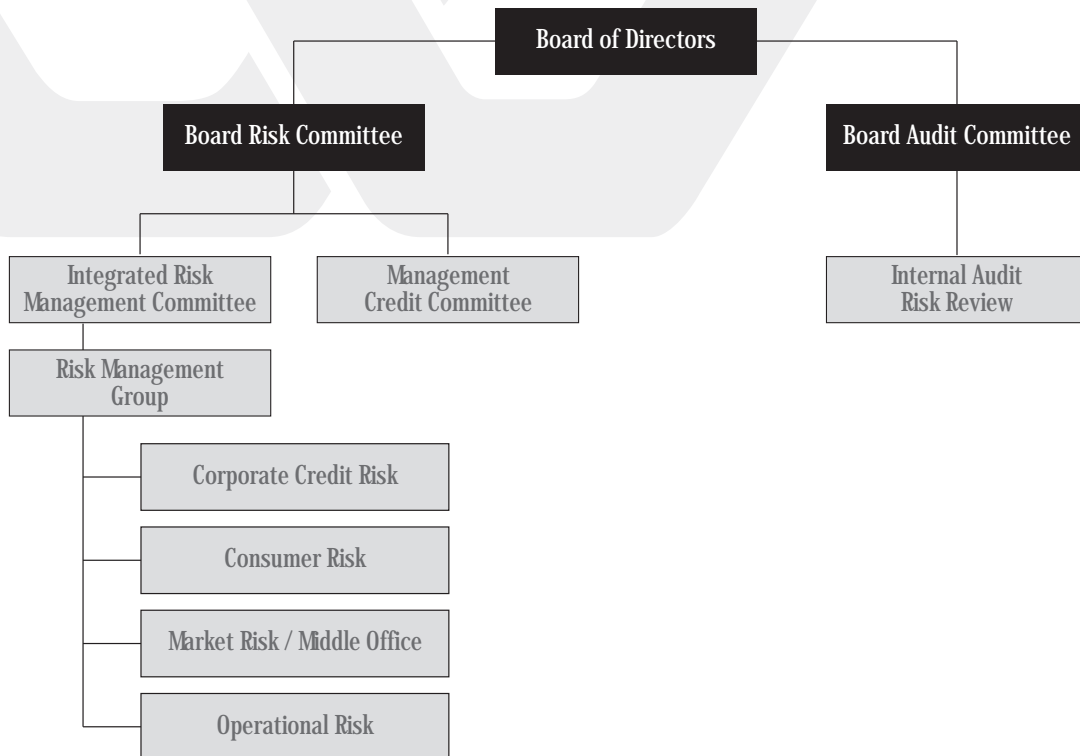 Board of Directors
Board Risk Committee
Board Audit Committee
Integrated Risk
Management Committee
Management
Credit Committee
Internal Audit
Risk Review
Risk Management
Group
Corporate Credit Risk
Consumer Risk
Market Risk / Middle Office
Operational Risk